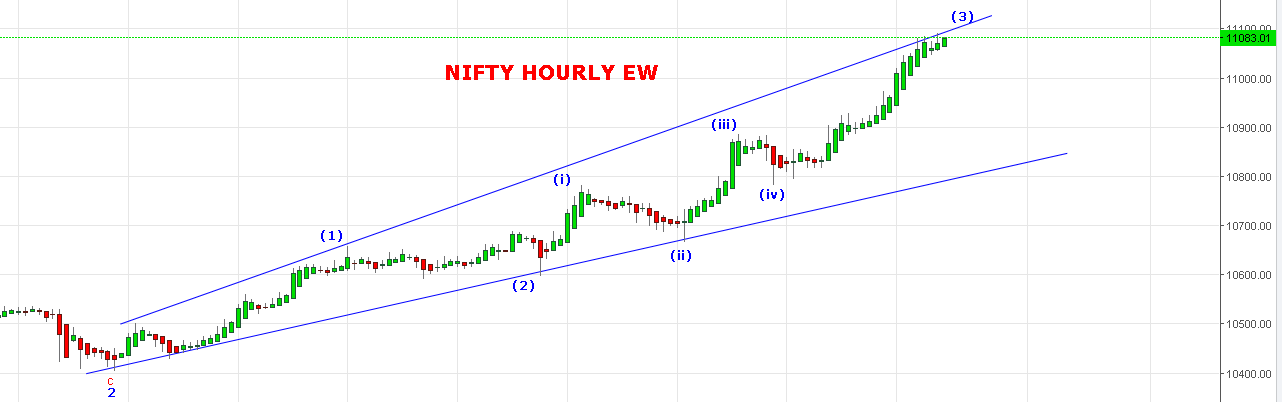 (3)
11100.00
11083.01
NIFTY HOURLY EW
11000.00
(iii)
10900.00
(i)
10800.00
(iv)
(1)
10700.00
(ii)
10600.00
(2)
10500.00
10400.00
c
2